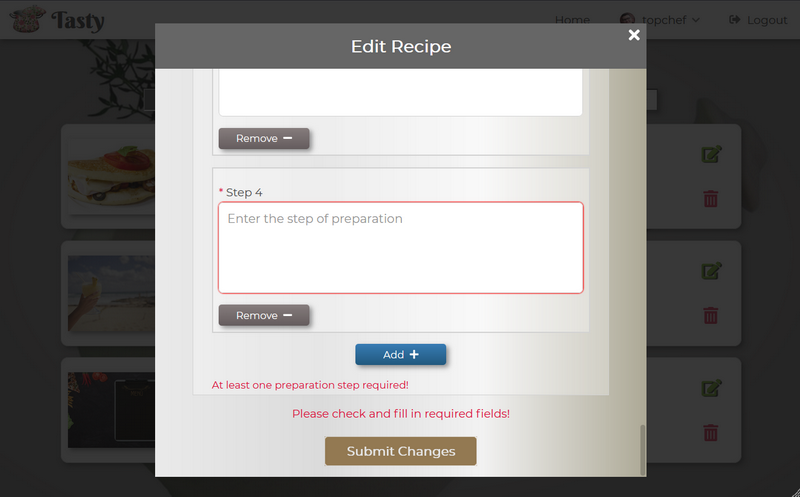 Tasty
Home
topchef
Logout
Edit Recipe
Remove
* Step 4
Enter the step of preparation
Remove
Add
At least one preparation step required!
Please check and fill in required fields!
Submit Changes